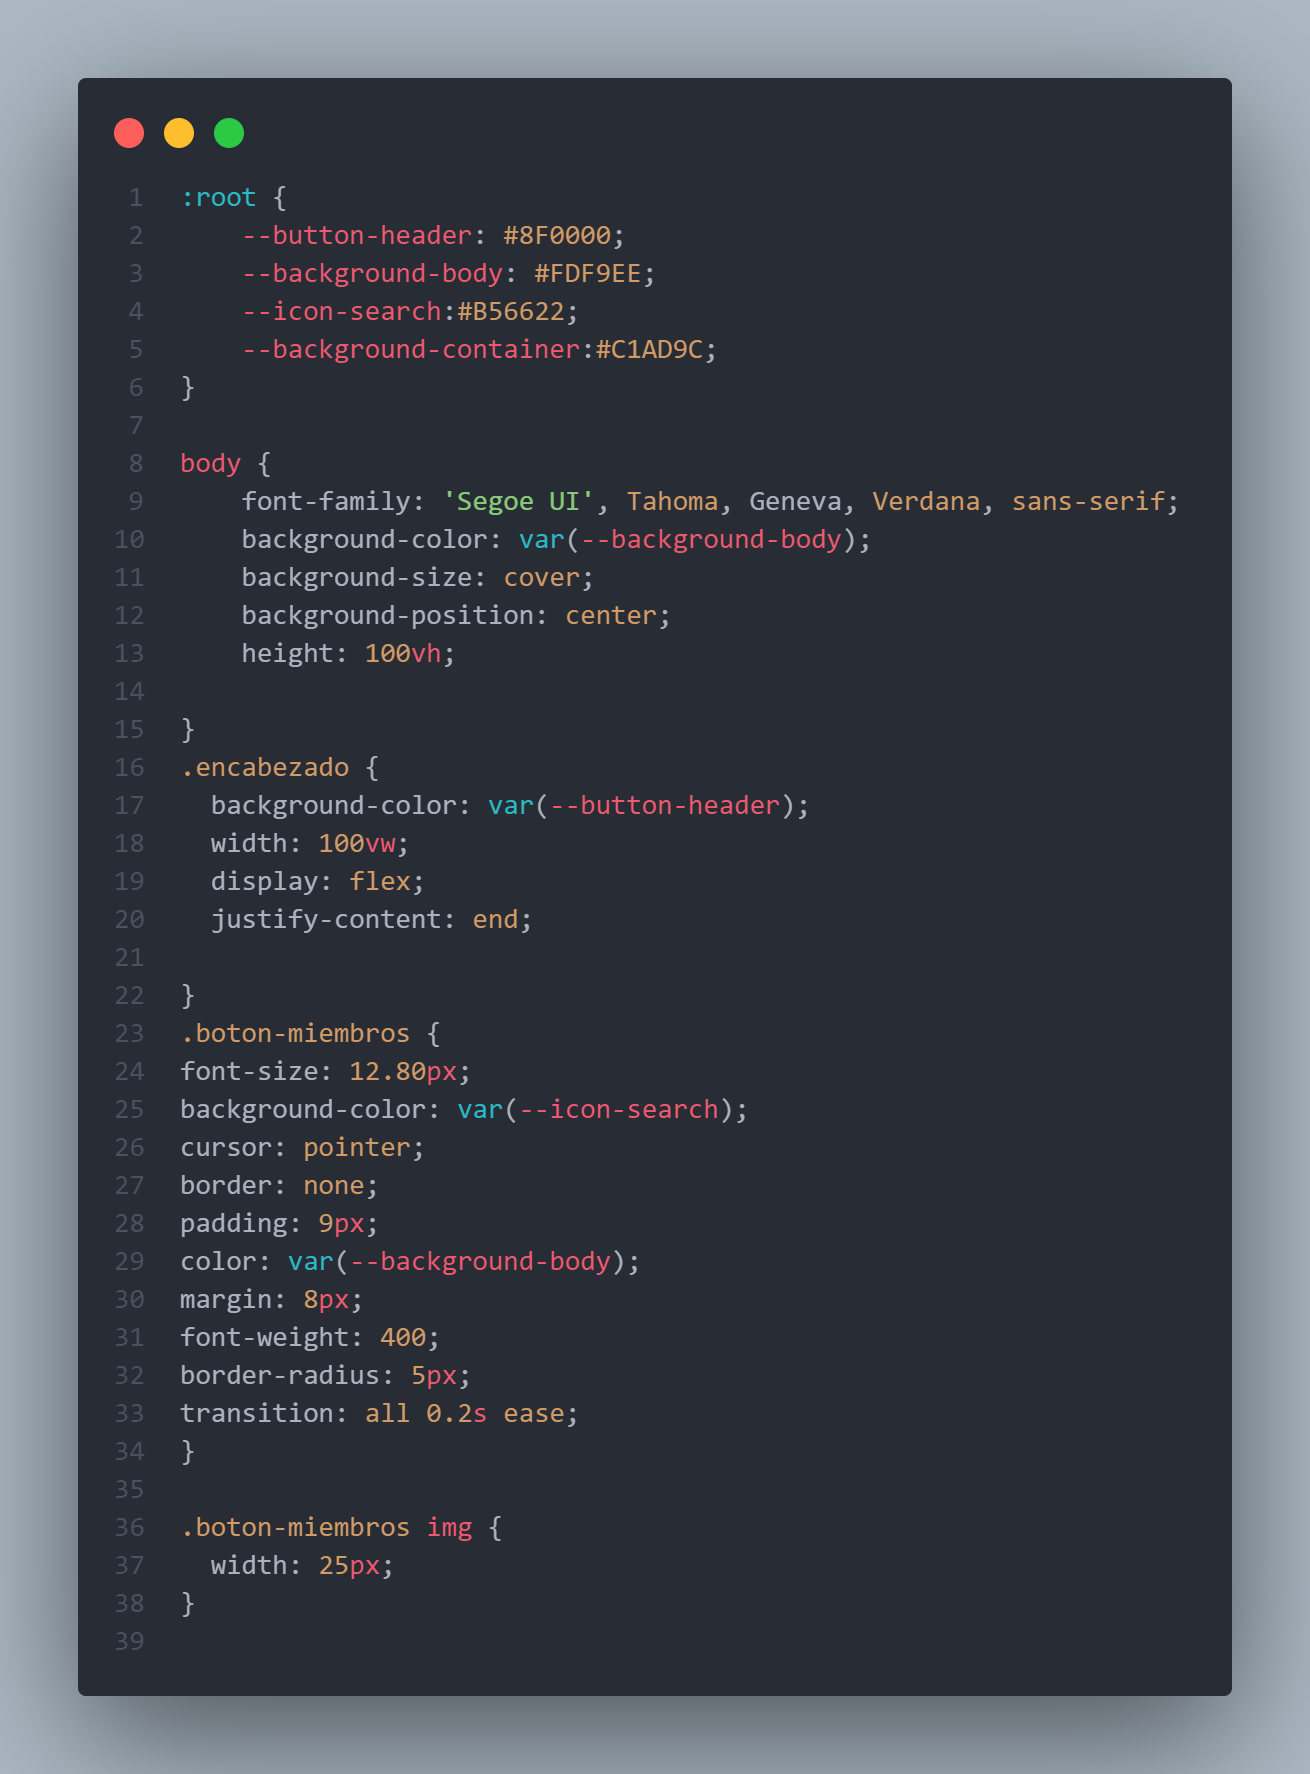 1 :root {
2     --button-header: #8F0000;
3     --background-body: #FDF9EE;
4     --icon-search:#B56622;
5     --background-container:#C1AD9C;
6 }
7
8 body {
9     font-family: 'Segoe UI', Tahoma, Geneva, Verdana, sans-serif;
10     background-color: var(--background-body);
11     background-size: cover;
12     background-position: center;
13     height: 100vh;
14
15 }
16 .encabezado {
17   background-color: var(--button-header);
18   width: 100vw;
19   display: flex;
20   justify-content: end;
21
22 }
23 .boton-miembros {
24 font-size: 12.80px;
25 background-color: var(--icon-search);
26 cursor: pointer;
27 border: none;
28 padding: 9px;
29 color: var(--background-body);
30 margin: 8px;
31 font-weight: 400;
32 border-radius: 5px;
33 transition: all 0.2s ease;
34 }
35
36 .boton-miembros img {
37   width: 25px;
38 }
39